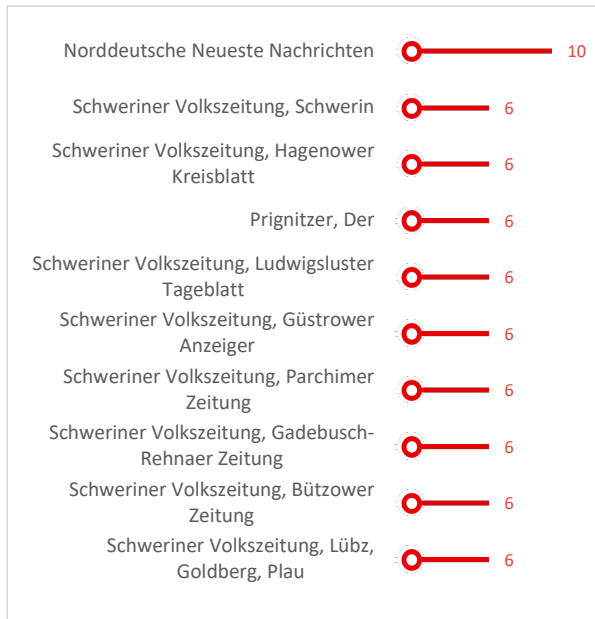 Norddeutsche Neueste Nachrichten 10
Schweriner Volkszeitung, Schwerin 6
Schweriner Volkszeitung, Hagenower
Kreisblatt 6
Prignitzer, Der 6
Schweriner Volkszeitung, Ludwigsluster
Tageblatt 6
Schweriner Volkszeitung, Güstrower
Anzeiger 6
Schweriner Volkszeitung, Parchimer
Zeitung 6
Schweriner Volkszeitung, Gadebusch-
Rehnaer Zeitung 6
Schweriner Volkszeitung, Bützower
Zeitung 6
Schweriner Volkszeitung, Lübz,
Goldberg, Plau 6